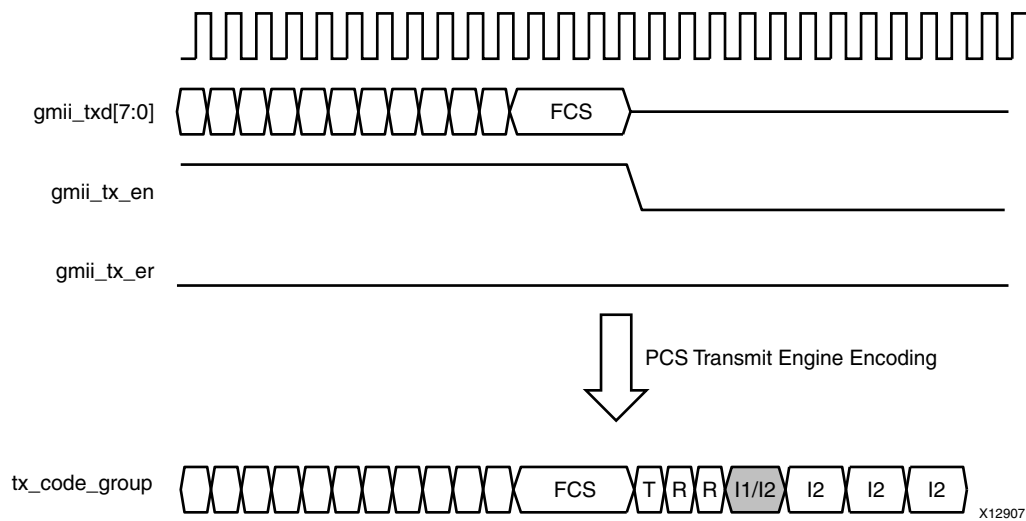 gmii_txd[7:0] FCS
gmii_tx_en
gmii_tx_er
PCS Transmit Engine Encoding
tx_code_group FCS T R R I1/I2 I2 I2 I2
X12907